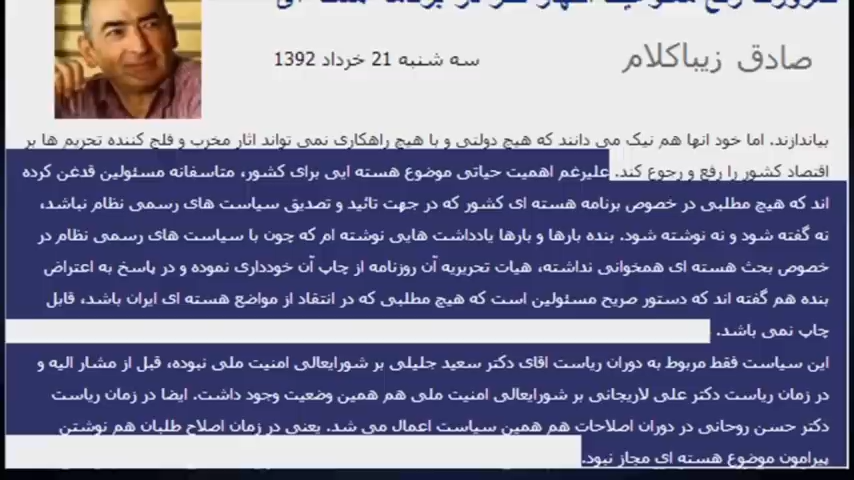 صادق زیباکلام
سه شنبه 21 خرداد 1392
بیاندازند. اما خود انها هم نیک می دانند که هیچ دولتی و با هیچ راهکاری نمی تواند اثار مخرب و فلج کننده تحریم ها بر
اقتصاد کشور را رفع و رجوع کند. علیرغم اهمیت حیاتی موضوع هسته ایی برای کشور، متاسفانه مسئولین قدغن کرده
اند که هیچ مطلبی در خصوص برنامه هسته ای کشور که در جهت تائید و تصدیق سیاست های رسمی نظام نباشد،
نه گفته شود و نه نوشته شود. بنده بارها و بارها یادداشت هایی نوشته ام که چون با سیاست های رسمی نظام در
خصوص بحث هسته ای همخوانی نداشته، هیات تحریریه آن روزنامه از چاپ آن خودداری نموده و در پاسخ به اعتراض
بنده هم گفته اند که دستور صریح مسئولین است که هیچ مطلبی که در انتقاد از مواضع هسته ای ایران باشد، قابل
چاپ نمی باشد.
این سیاست فقط مربوط به دوران ریاست اقای دکتر سعید جلیلی بر شورایعالی امنیت ملی نبوده، قبل از مشار الیه و
در زمان ریاست دکتر علی لاریجانی بر شورایعالی امنیت ملی هم همین وضعیت وجود داشت. ایضا در زمان ریاست
دکتر حسن روحانی در دوران اصلاحات هم همین سیاست اعمال می شد. یعنی در زمان اصلاح طلبان هم نوشتن
پیرامون موضوع هسته ای مجاز نبود.